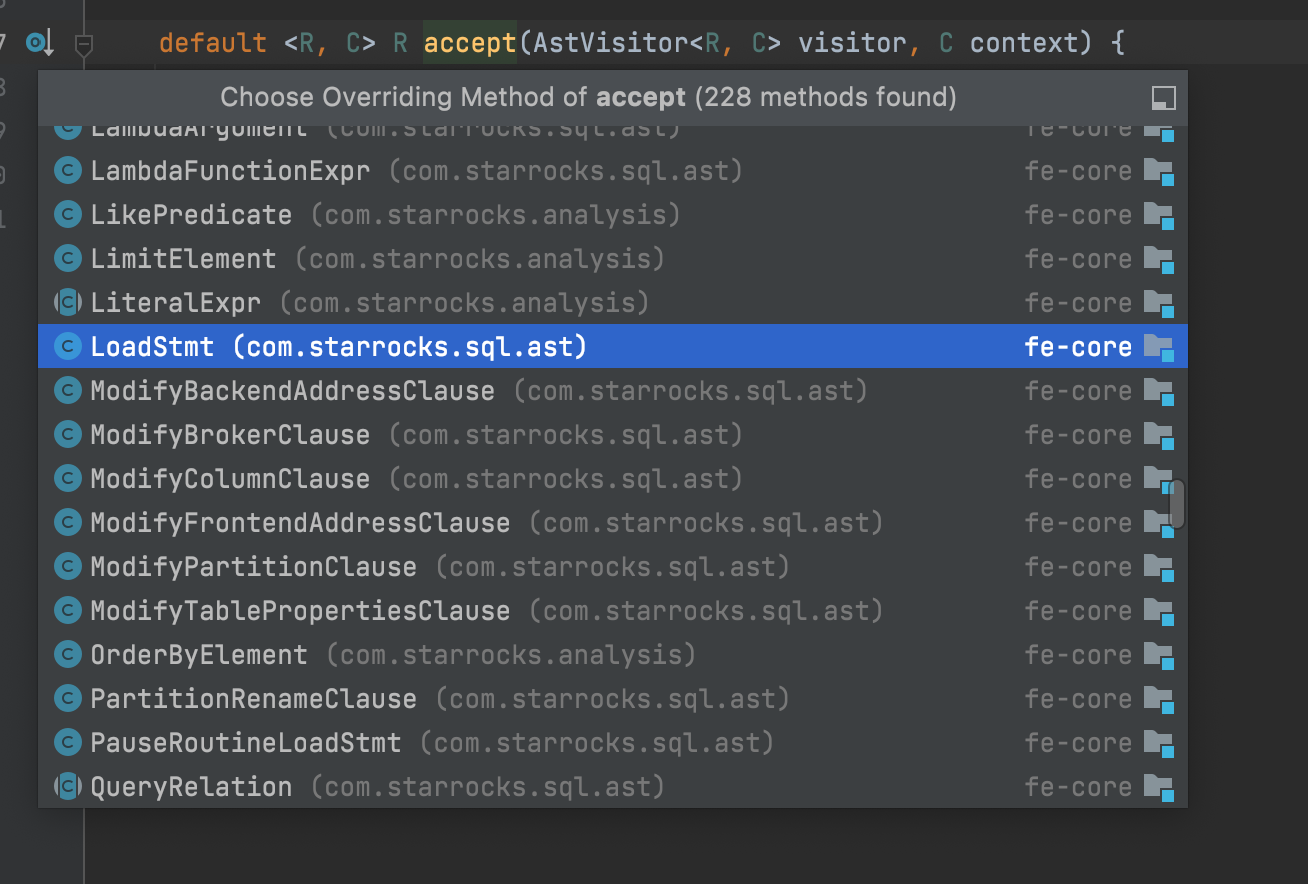 default <R, C> R accept(AstVisitor<R, C> visitor, C context) {
Choose Overriding Method of accept (228 methods found)
LambdaArgument (com.starrocks.sql.ast) fe-core
LambdaFunctionExpr (com.starrocks.sql.ast) fe-core
LikePredicate (com.starrocks.analysis) fe-core
LimitElement (com.starrocks.analysis) fe-core
LiteralExpr (com.starrocks.analysis) fe-core
LoadStmt (com.starrocks.sql.ast) fe-core
ModifyBackendAddressClause (com.starrocks.sql.ast) fe-core
ModifyBrokerClause (com.starrocks.sql.ast) fe-core
ModifyColumnClause (com.starrocks.sql.ast) fe-core
ModifyFrontendAddressClause (com.starrocks.sql.ast) fe-core
ModifyPartitionClause (com.starrocks.sql.ast) fe-core
ModifyTablePropertiesClause (com.starrocks.sql.ast) fe-core
OrderByElement (com.starrocks.analysis) fe-core
PartitionRenameClause (com.starrocks.sql.ast) fe-core
PauseRoutineLoadStmt (com.starrocks.sql.ast) fe-core
QueryRelation (com.starrocks.sql.ast) fe-core